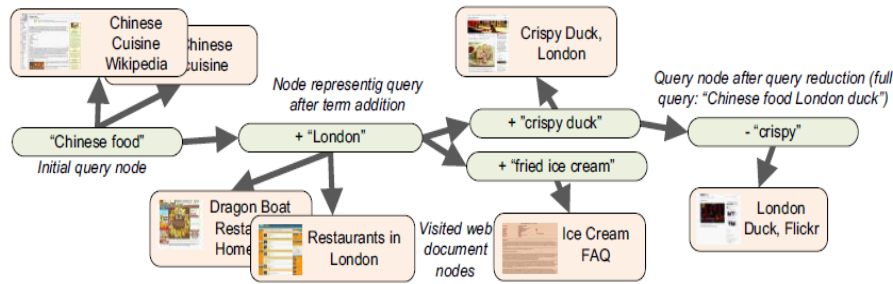 Chinese
Cuisine
Wikipedia
Chinese
uisine
Node representig query
after term addition
Crispy Duck,
London
Query node after query reduction (full
query: “Chinese food London duck”)
“Chinese food”
+ “London”
+ ”crispy duck”
- “crispy”
Initial query node
+ “fried ice cream”
Dragon Boat
Resta
Home
Restaurants in
London
Visited web
document
nodes
Ice Cream
FAQ
London
Duck, Flickr